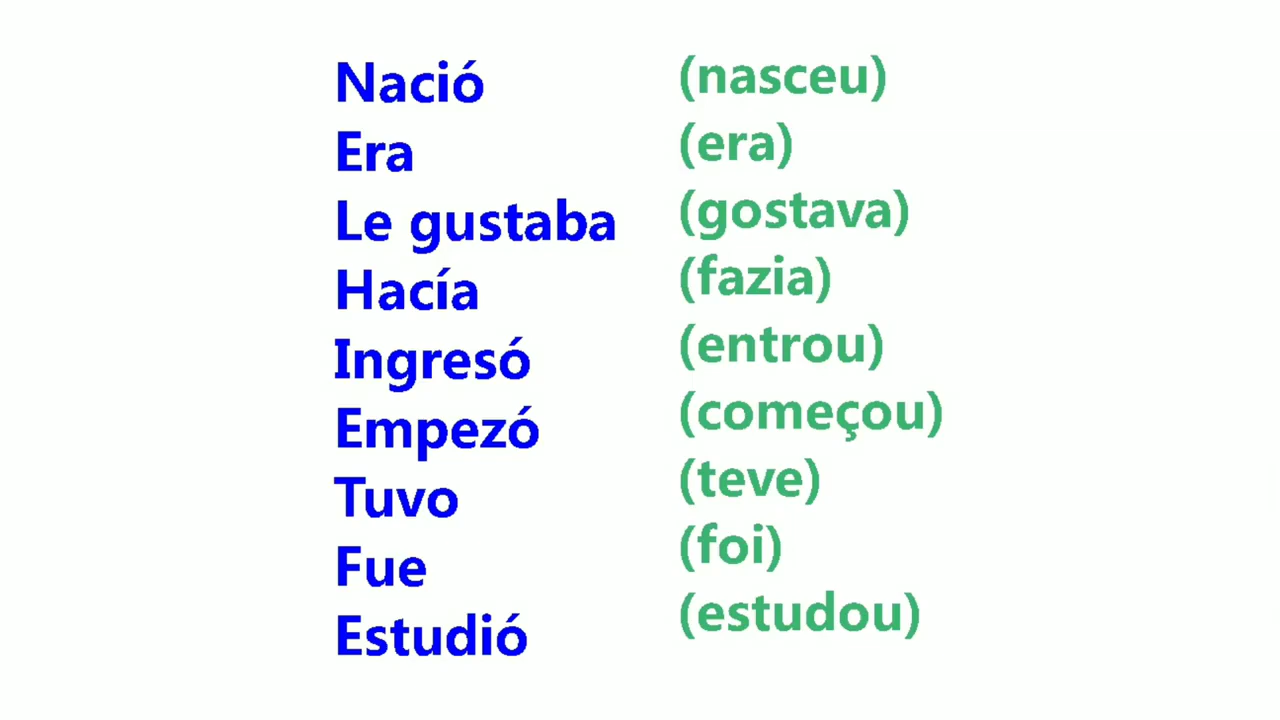 Nació (nasceu)
Era (era)
Le gustaba (gostava)
Hacía (fazia)
Ingresó (entrou)
Empezó (começou)
Tuvo (teve)
Fue (foi)
Estudió (estudou)